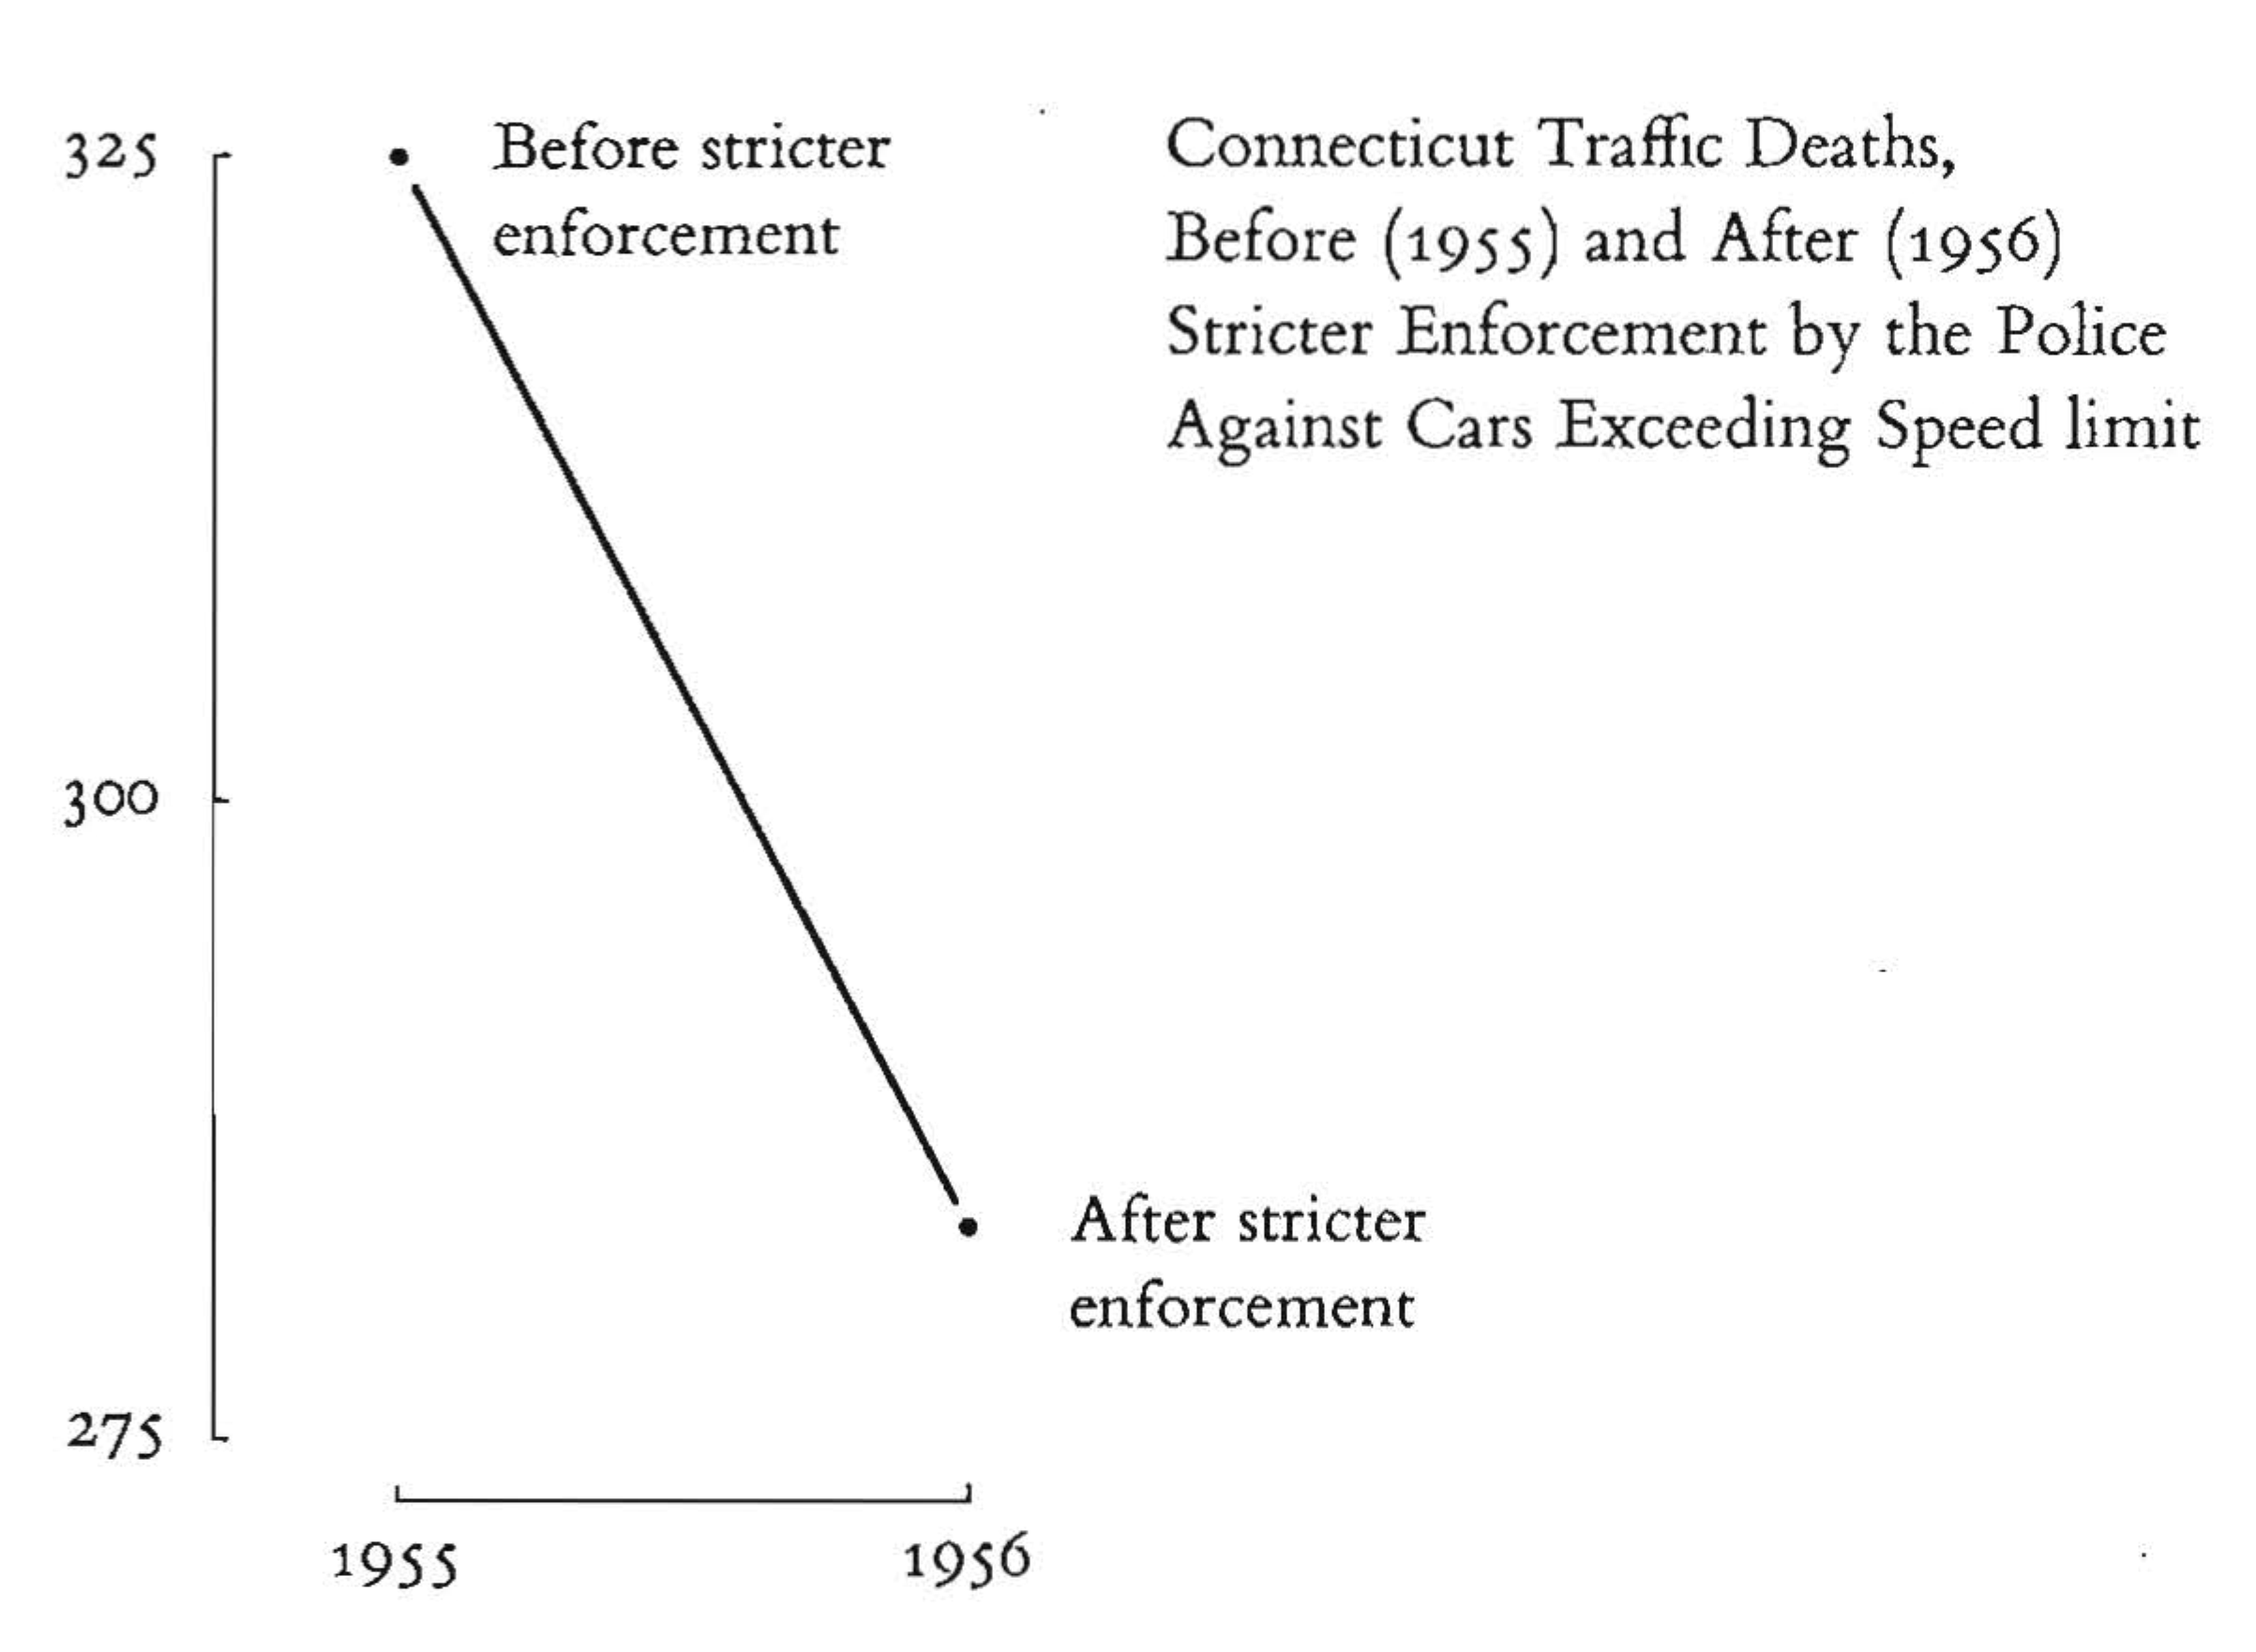 325
Before stricter
enforcement
Connecticut Traffic Deaths,
Before (1955) and After (1956)
Stricter Enforcement by the Police
Against Cars Exceeding Speed limit
300
After stricter
enforcement
275
1955
1956